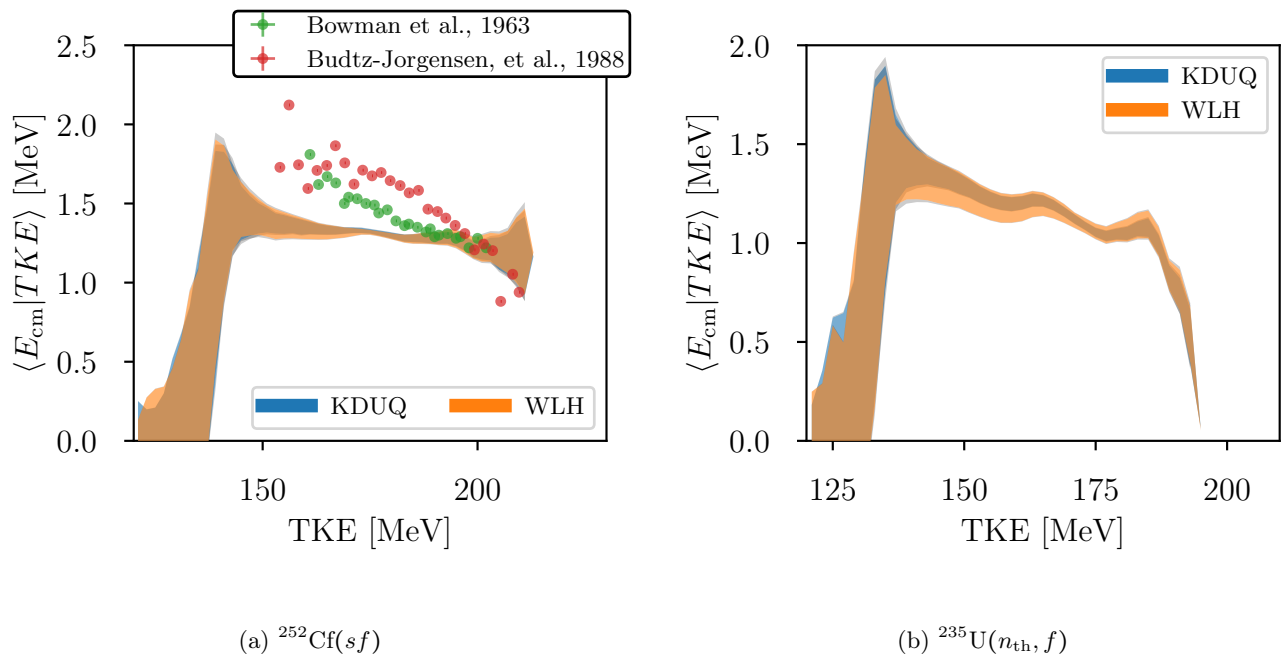 Bowman et al., 1963
Budtz-Jorgensen, et al., 1988
2.5
2.0
1.5
1.0
0.5
0.0
⟨E_cm|TKE⟩ [MeV]
KDUQ
WLH
150
200
TKE [MeV]
(a) ²⁵²Cf(sf)
2.0
1.5
1.0
0.5
0.0
⟨E_cm|TKE⟩ [MeV]
KDUQ
WLH
125
150
175
200
TKE [MeV]
(b) ²³⁵U(n_th, f)